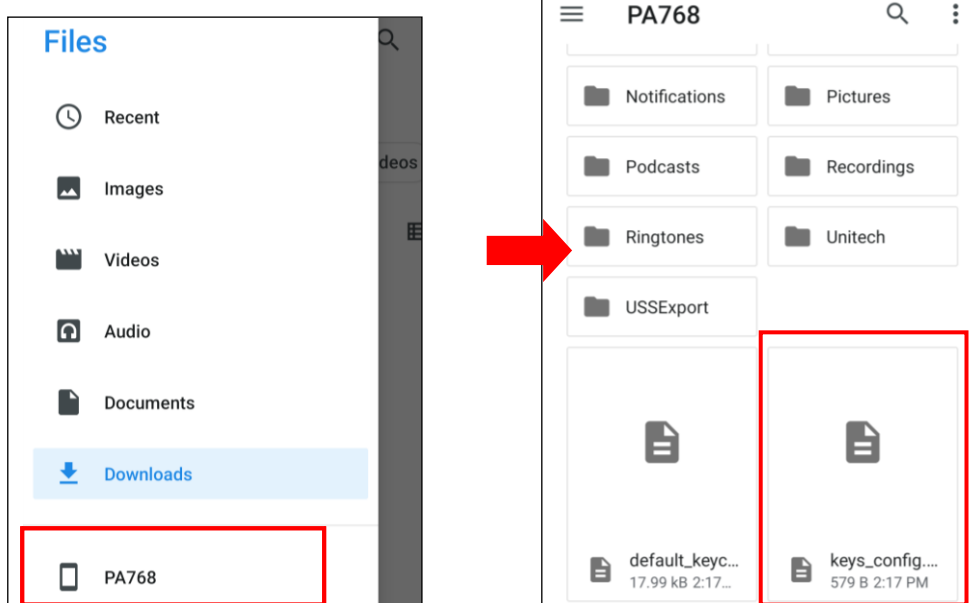 Files
Recent
Images
deos
Videos
Audio
Documents
Downloads
PA768
PA768
Notifications
Pictures
Podcasts
Recordings
Ringtones
Unitech
USSExport
default_keyc...
17.99 kB 2:17...
keys_config....
579 B 2:17 PM